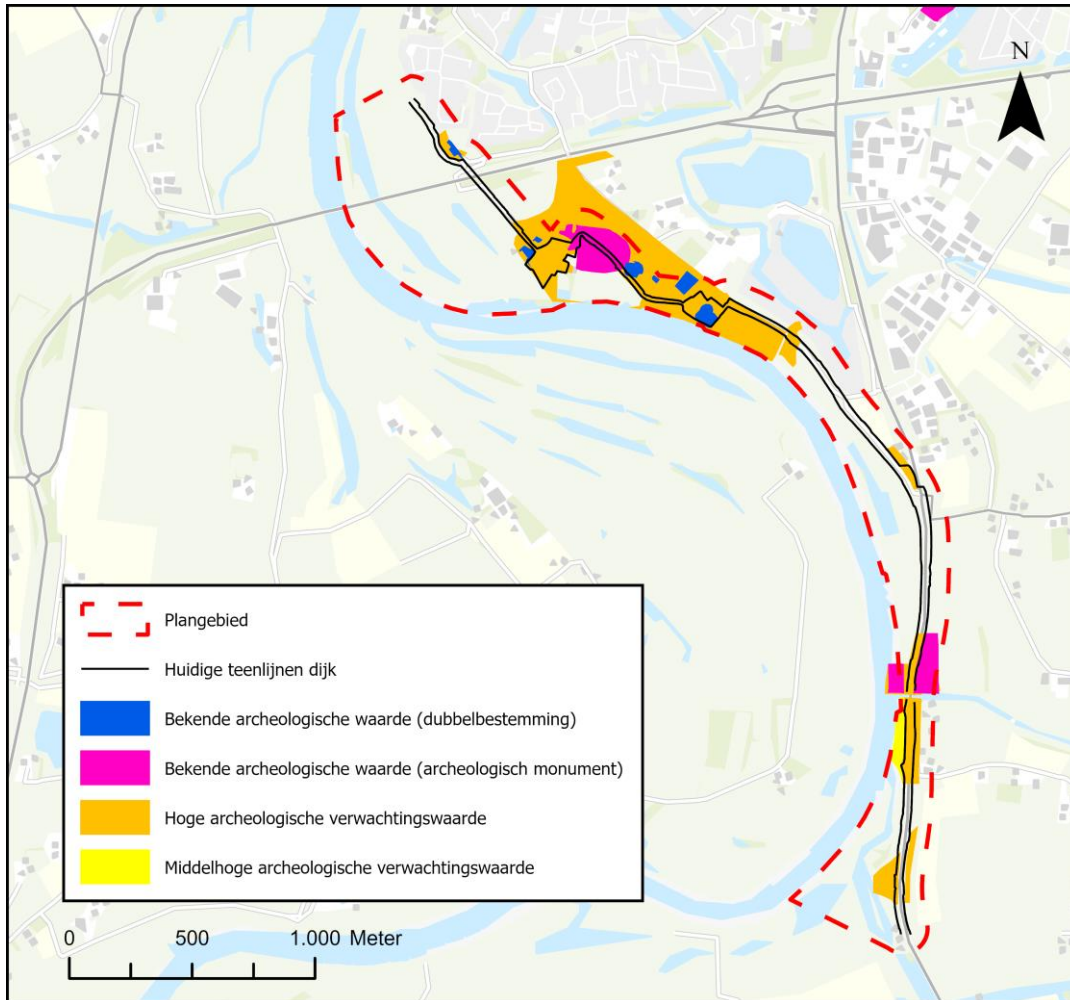 N
Plangebied
Huidige teenlijnen dijk
Bekende archeologische waarde (dubbelbestemming)
Bekende archeologische waarde (archeologisch monument)
Hoge archeologische verwachtingswaarde
Middelhoge archeologische verwachtingswaarde
0 500 1.000 Meter